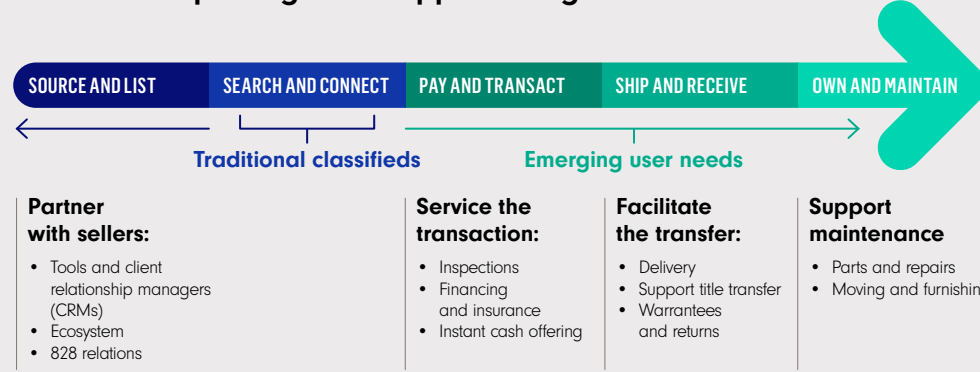 SOURCE AND LIST
SEARCH AND CONNECT
PAY AND TRANSACT
SHIP AND RECEIVE
OWN AND MAINTAIN
Traditional classifieds
Emerging user needs
Partner
with sellers:
• Tools and client
relationship managers
(CRMs)
• Ecosystem
• 828 relations
Service the
transaction:
• Inspections
• Financing
and insurance
• Instant cash offering
Facilitate
the transfer:
• Delivery
• Support title transfer
• Warrantees
and returns
Support
maintenance
• Parts and repairs
• Moving and